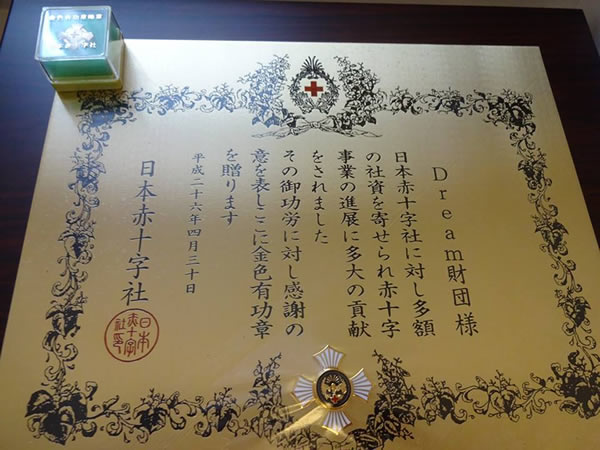 Dream財団様
日本赤十字社に対し多額
の社資を寄せられ赤十字
事業の進展に多大の貢献
をされました
その御功労に対し感謝の
意を表しここに金色有功章
を贈ります
平成二十六年四月三十日
日本赤十字社